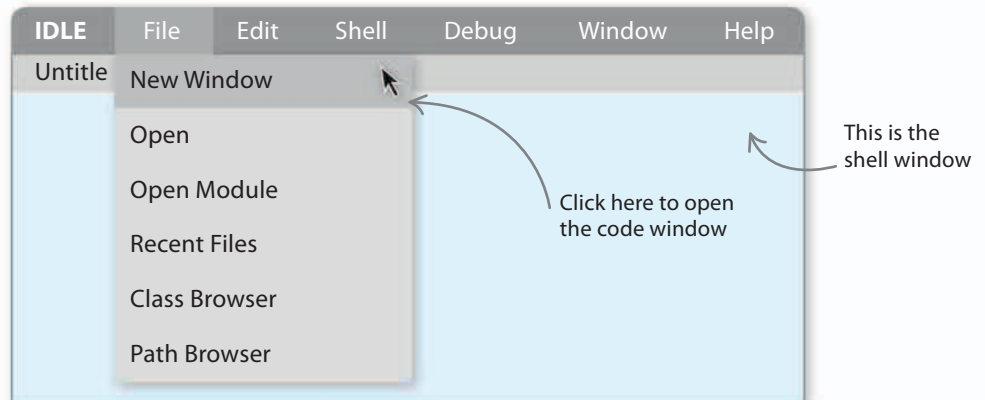 IDLE File Edit Shell Debug Window Help
Untitle
New Window
Open
Open Module
Recent Files
Class Browser
Path Browser
Click here to open
the code window
This is the
shell window